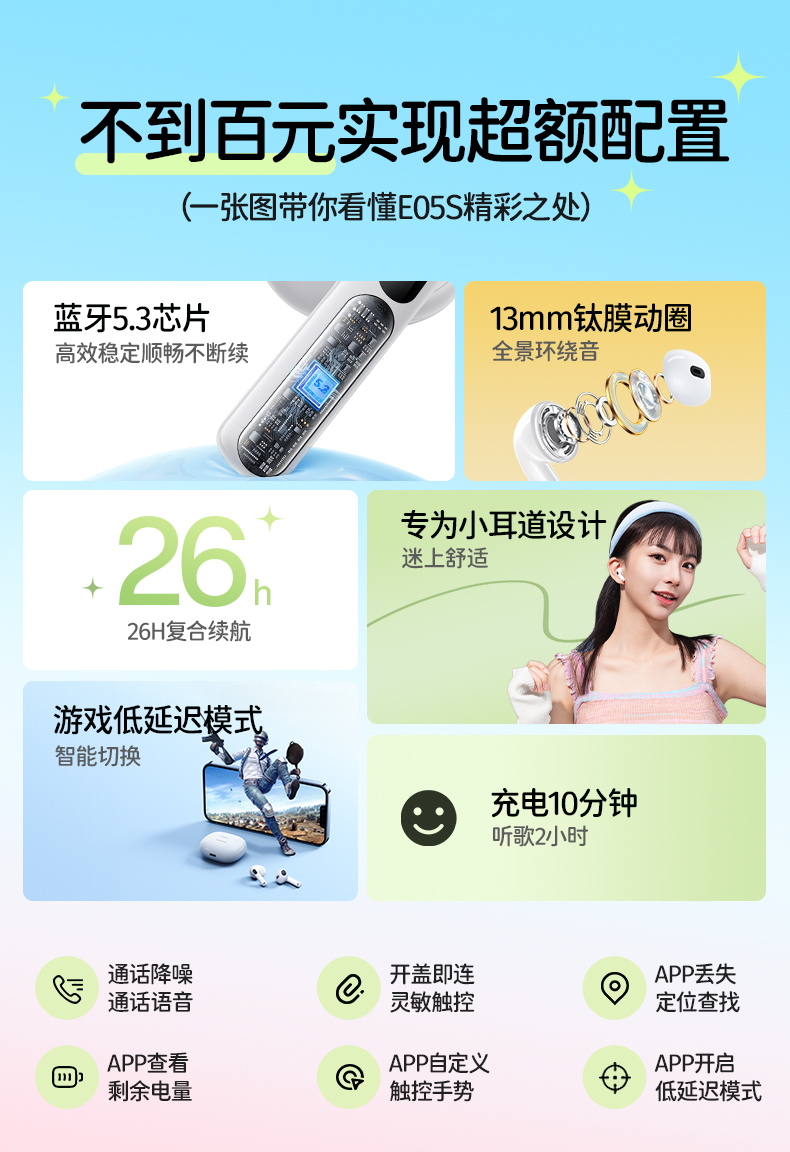 不到百元实现超额配置
(一张图带你看懂E05S精彩之处)
蓝牙5.3芯片
高效稳定顺畅不断续
5.3
13mm钛膜动圈
全景环绕音
26h
26H复合续航
专为小耳道设计
迷上舒适
游戏低延迟模式
智能切换
充电10分钟
听歌2小时
通话降噪
通话语音
开盖即连
灵敏触控
APP丢失
定位查找
APP查看
剩余电量
APP自定义
触控手势
APP开启
低延迟模式